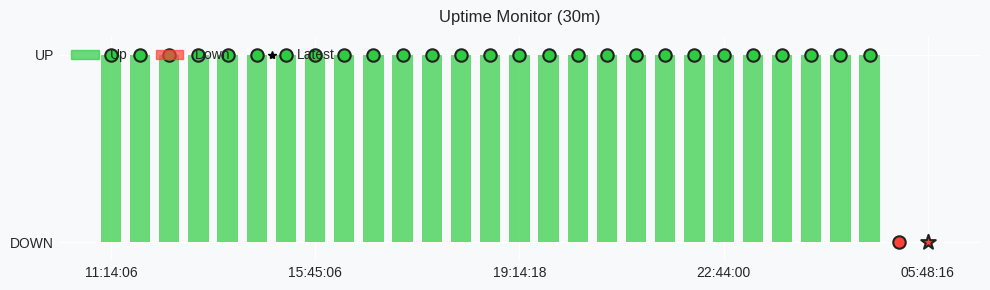 Uptime Monitor (30m)
UP
Up Down Latest
DOWN
11:14:06 15:45:06 19:14:18 22:44:00 05:48:16